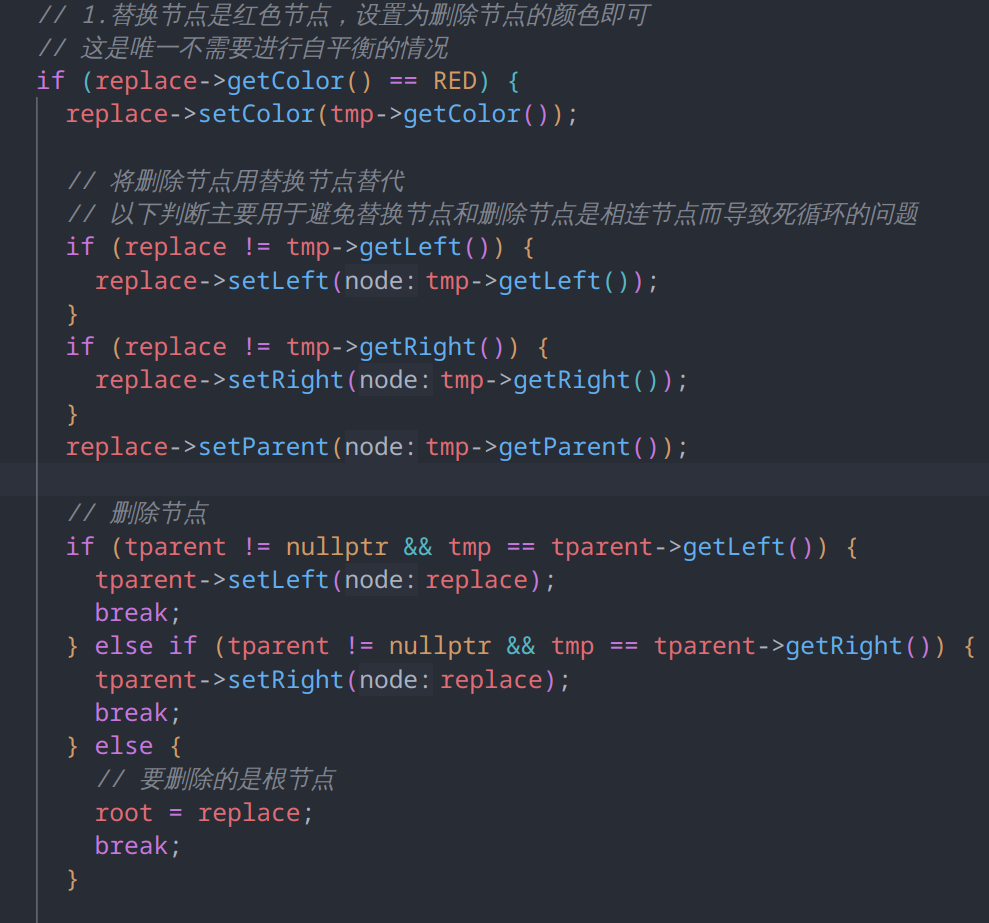 // 1.替换节点是红色节点，设置为删除节点的颜色即可
// 这是唯一不需要进行自平衡的情况
if (replace->getColor() == RED) {
  replace->setColor(tmp->getColor());
  // 将删除节点用替换节点替代
  // 以下判断主要用于避免替换节点和删除节点是相连节点而导致死循环的问题
  if (replace != tmp->getLeft()) {
    replace->setLeft(node: tmp->getLeft());
  }
  if (replace != tmp->getRight()) {
    replace->setRight(node: tmp->getRight());
  }
  replace->setParent(node: tmp->getParent());
  // 删除节点
  if (tparent != nullptr && tmp == tparent->getLeft()) {
    tparent->setLeft(node: replace);
    break;
  } else if (tparent != nullptr && tmp == tparent->getRight()) {
    tparent->setRight(node: replace);
    break;
  } else {
    // 要删除的是根节点
    root = replace;
    break;
  }